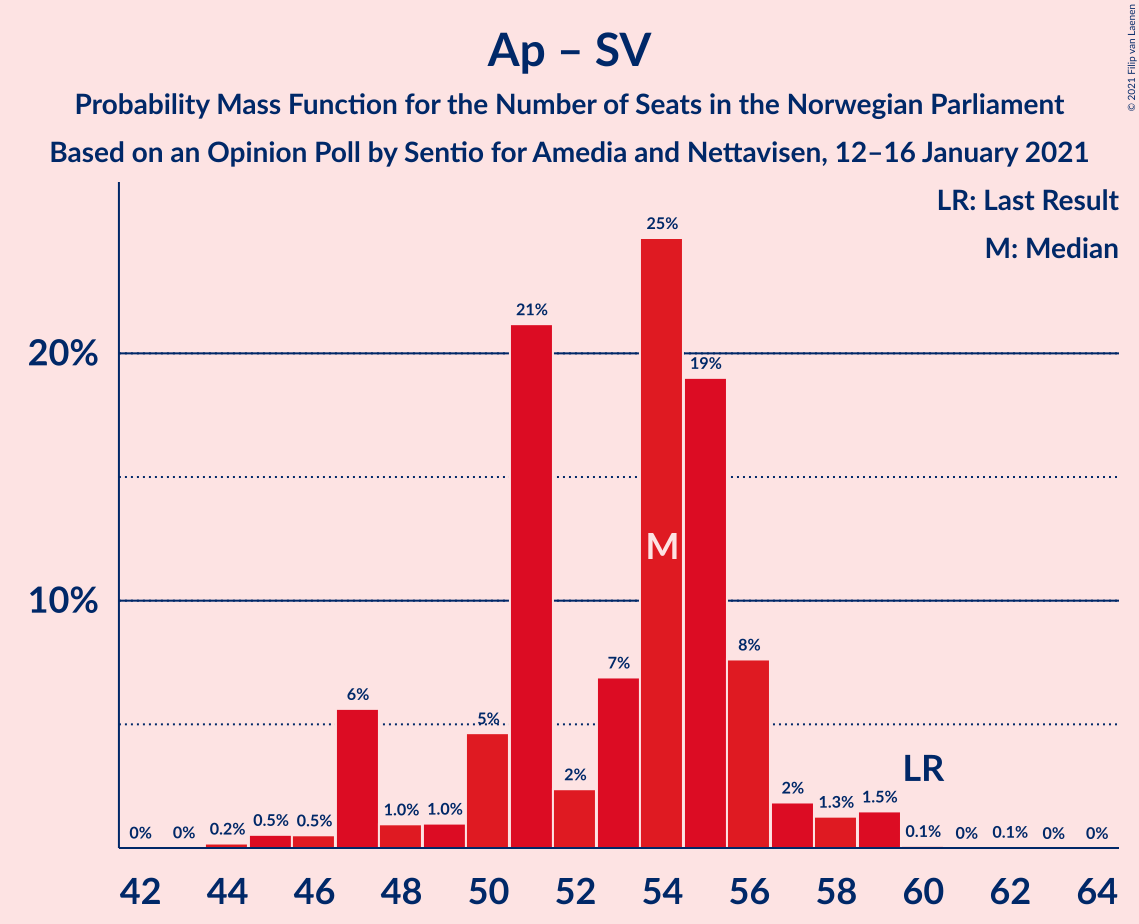 Ap – SV
Probability Mass Function for the Number of Seats in the Norwegian Parliament
Based on an Opinion Poll by Sentio for Amedia and Nettavisen, 12–16 January 2021
© 2021 Filip van Laenen
LR: Last Result
M: Median
20%
10%
0%
0%
0.2%
0.5%
0.5%
6%
1.0%
1.0%
5%
21%
2%
7%
25%
M
19%
8%
2%
1.3%
1.5%
LR
0.1%
0%
0.1%
0%
0%
42 44 46 48 50 52 54 56 58 60 62 64